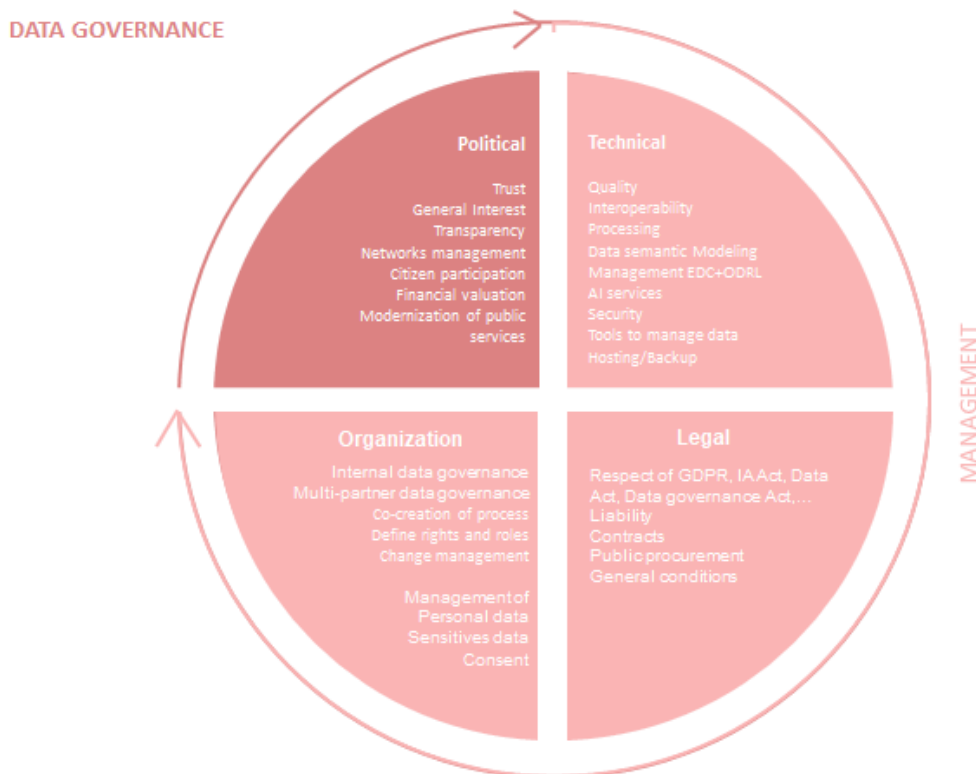 DATA GOVERNANCE
Political
Trust
General Interest
Transparency
Networks management
Citizen participation
Financial valuation
Modernization of public
services
Technical
Quality
Interoperability
Processing
Data semantic Modeling
Management EDC+ODRL
AI services
Security
Tools to manage data
Hosting/Backup
MANAGEMENT
Organization
Internal data governance
Multi-partner data governance
Co-creation of process
Define rights and roles
Change management
Management of
Personal data
Sensitives data
Consent
Legal
Respect of GDPR, IA Act, Data
Act, Data governance Act,...
Liability
Contracts
Public procurement
General conditions